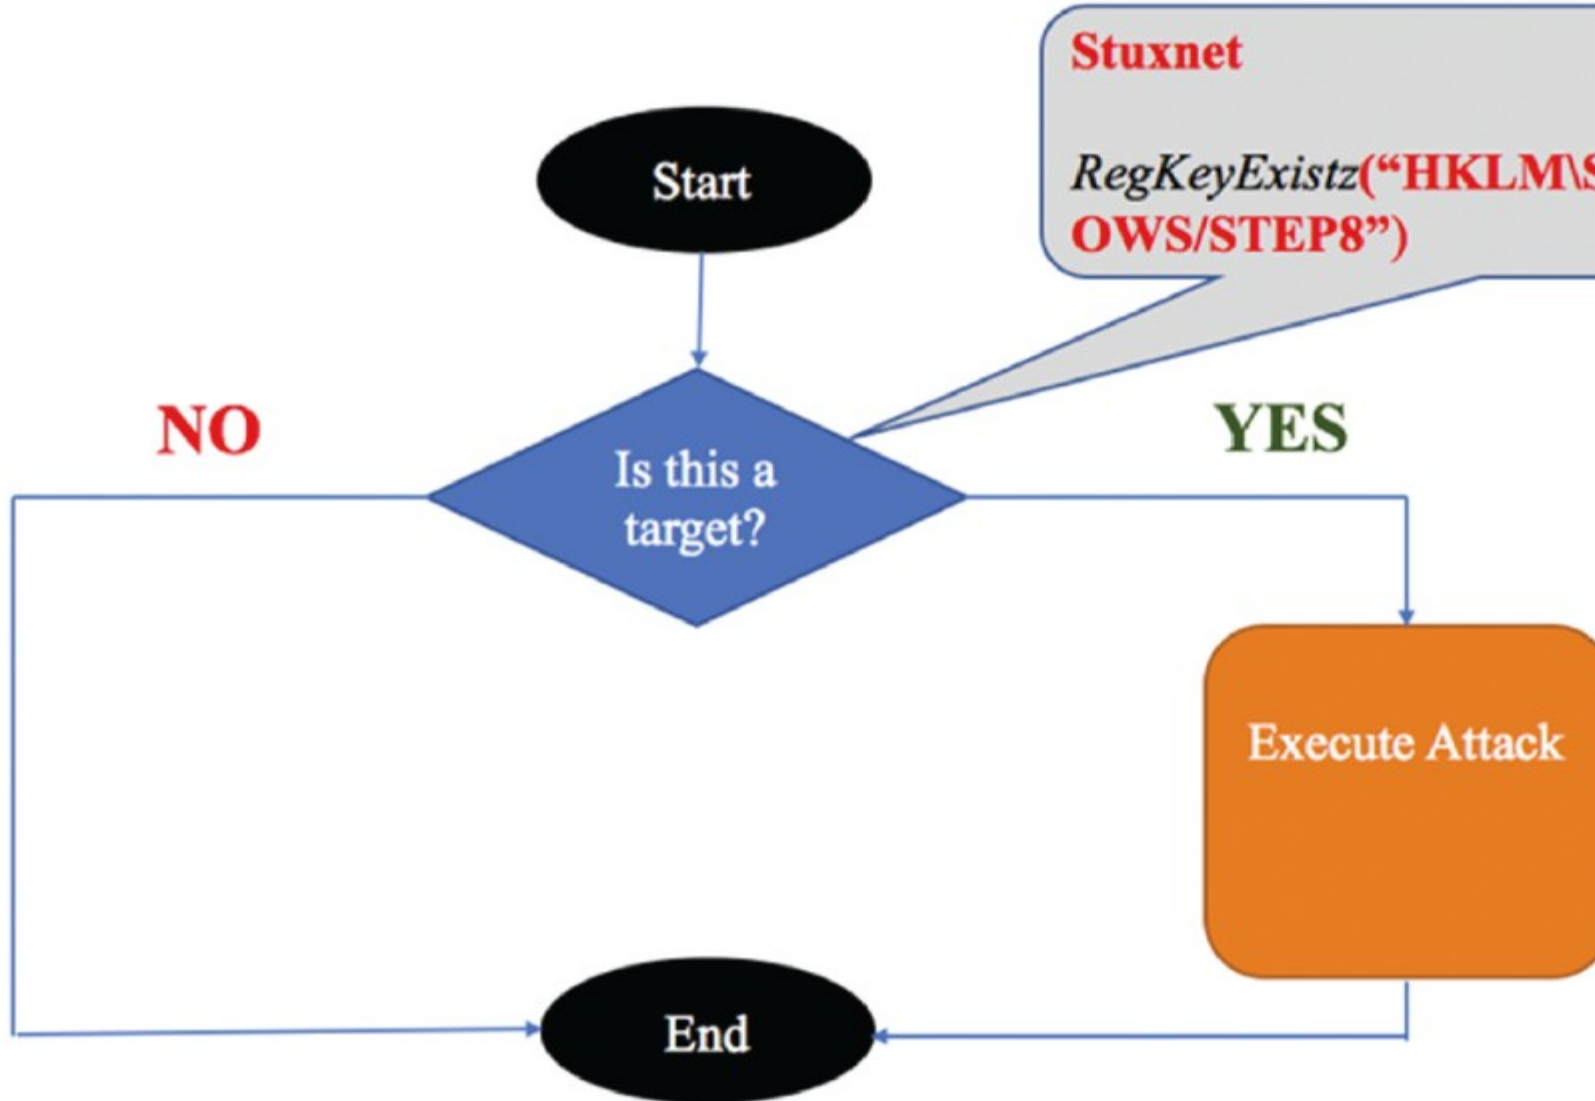 Stuxnet
RegKeyExistz(“HKLM\S
OWS/STEP8”)
Start
NO
YES
Is this a
target?
Execute Attack
End